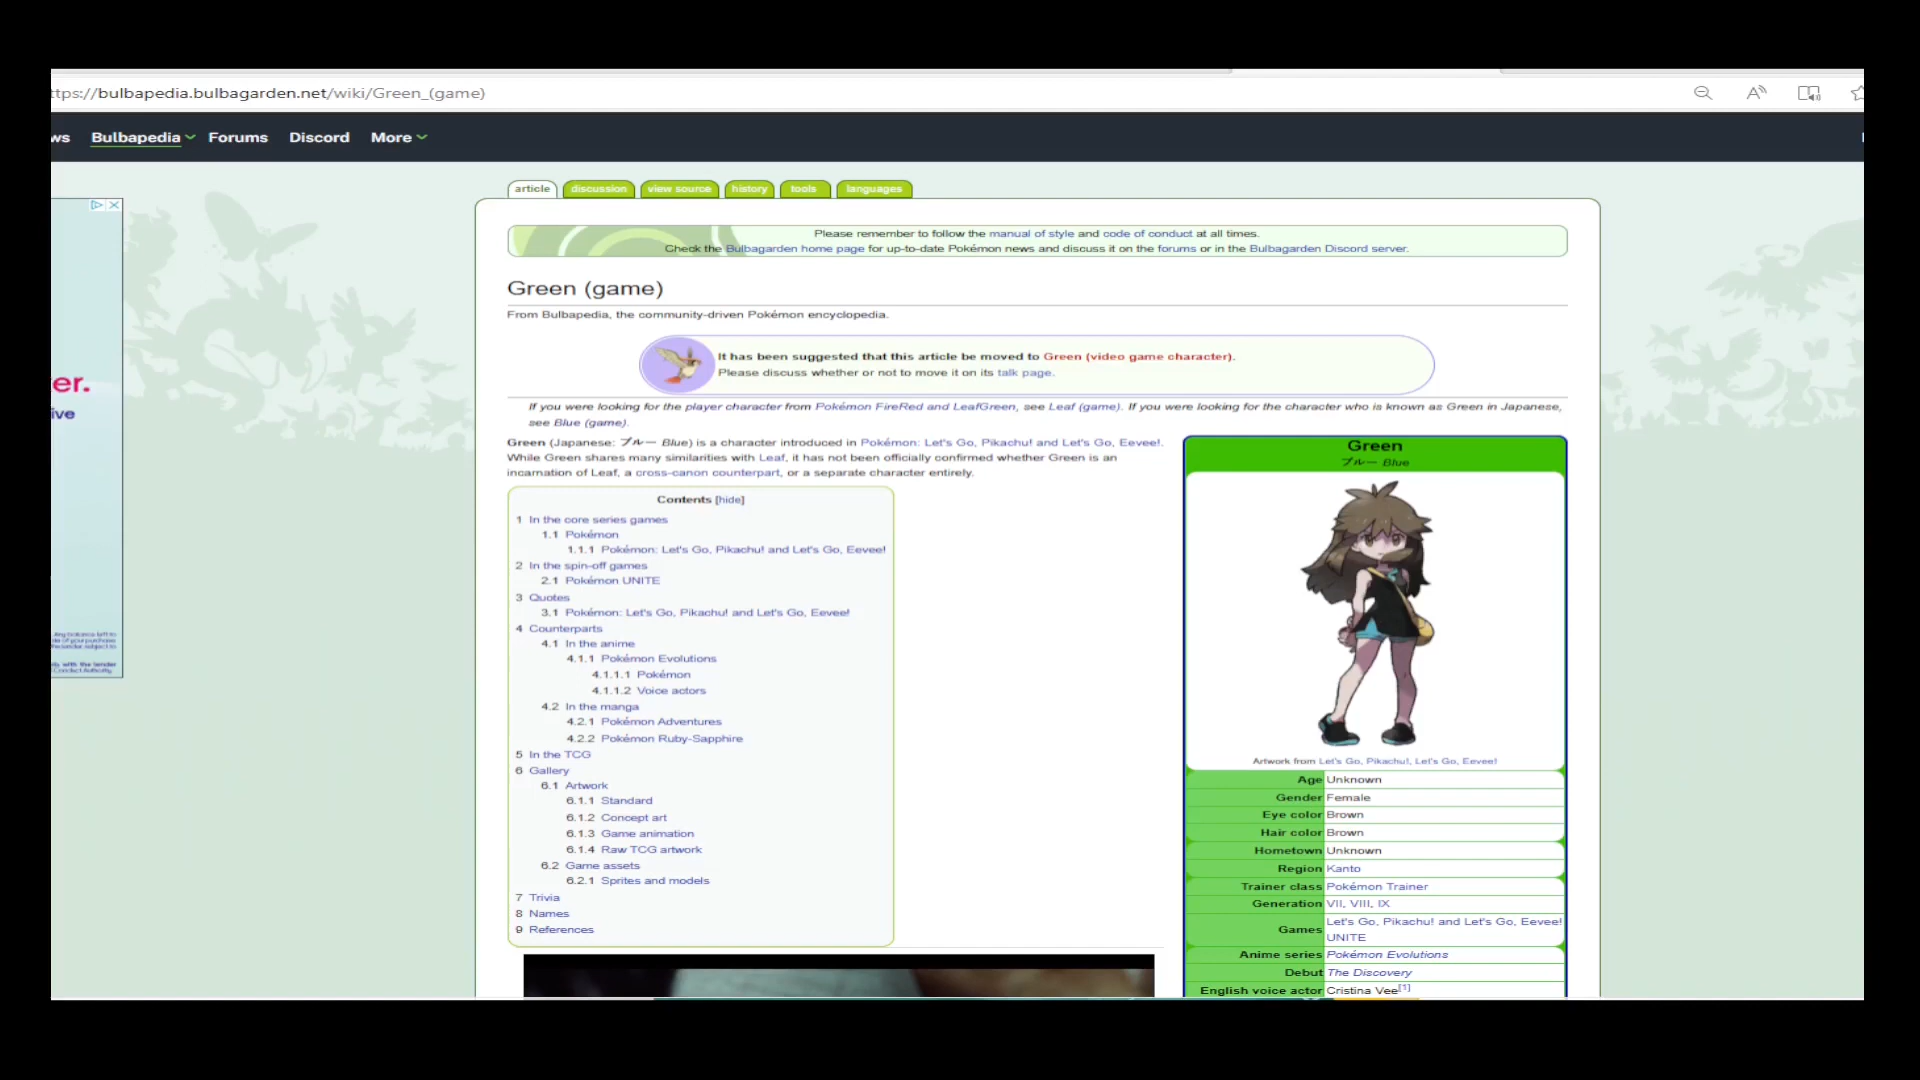 ttps://bulbapedia.bulbagarden.net/wiki/Green_(game)
ws Bulbapedia Forums Discord More
article discussion view source history tools languages
Please remember to follow the manual of style and code of conduct at all times.
Check the Bulbagarden home page for up-to-date Pokémon news and discuss it on the forums or in the Bulbagarden Discord server.
er.
ive
Green (game)
From Bulbapedia, the community-driven Pokémon encyclopedia.
It has been suggested that this article be moved to Green (video game character).
Please discuss whether or not to move it on its talk page.
If you were looking for the player character from Pokémon FireRed and LeafGreen, see Leaf (game). If you were looking for the character who is known as Green in Japanese,
see Blue (game).
Green (Japanese: ブルー Blue) is a character introduced in Pokémon: Let's Go, Pikachu! and Let's Go, Eevee!.
While Green shares many similarities with Leaf, it has not been officially confirmed whether Green is an
incarnation of Leaf, a cross-canon counterpart, or a separate character entirely.
Contents [hide]
1 In the core series games
1.1 Pokémon
1.1.1 Pokémon: Let's Go, Pikachu! and Let's Go, Eevee!
2 In the spin-off games
2.1 Pokémon UNITE
3 Quotes
3.1 Pokémon: Let's Go, Pikachu! and Let's Go, Eevee!
4 Counterparts
4.1 In the anime
4.1.1 Pokémon Evolutions
4.1.1.1 Pokémon
4.1.1.2 Voice actors
4.2 In the manga
4.2.1 Pokémon Adventures
4.2.2 Pokémon Ruby-Sapphire
5 In the TCG
6 Gallery
6.1 Artwork
6.1.1 Standard
6.1.2 Concept art
6.1.3 Game animation
6.1.4 Raw TCG artwork
6.2 Game assets
6.2.1 Sprites and models
7 Trivia
8 Names
9 References
Green
ブルー Blue
Artwork from Let's Go, Pikachu!, Let's Go, Eevee!
Age Unknown
Gender Female
Eye color Brown
Hair color Brown
Hometown Unknown
Region Kanto
Trainer class Pokémon Trainer
Generation VII, VIII, IX
Games Let's Go, Pikachu! and Let's Go, Eevee!
UNITE
Anime series Pokémon Evolutions
Debut The Discovery
English voice actor Cristina Vee[1]